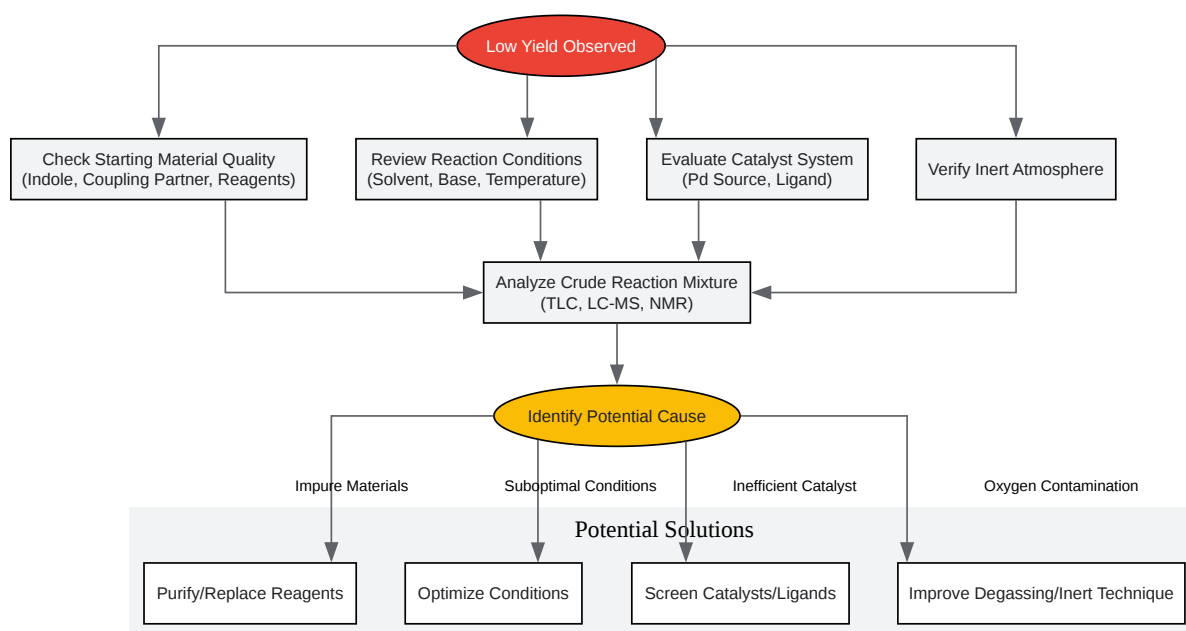 Low Yield Observed
Check Starting Material Quality
(Indole, Coupling Partner, Reagents)
Review Reaction Conditions
(Solvent, Base, Temperature)
Evaluate Catalyst System
(Pd Source, Ligand)
Verify Inert Atmosphere
Analyze Crude Reaction Mixture
(TLC, LC-MS, NMR)
Identify Potential Cause
Impure Materials
Suboptimal Conditions
Inefficient Catalyst
Oxygen Contamination
Potential Solutions
Purify/Replace Reagents
Optimize Conditions
Screen Catalysts/Ligands
Improve Degassing/Inert Technique